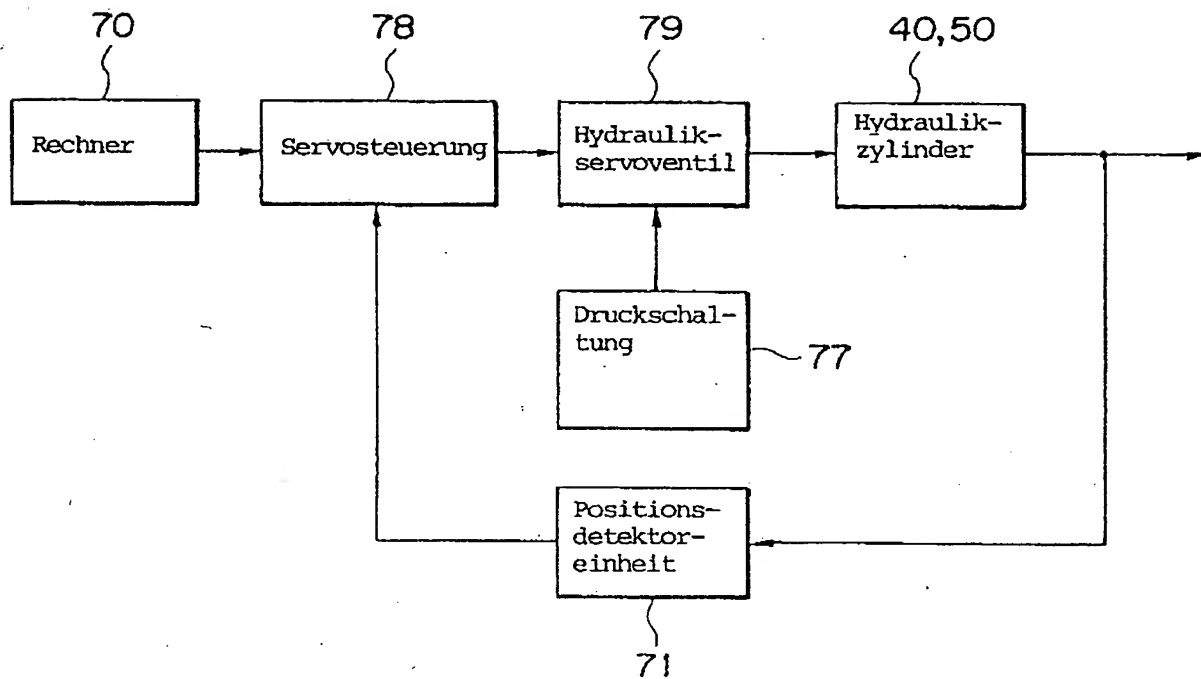 70
78
79
40,50
Rechner
Servosteuerung
Hydraulik-
servoventil
Hydraulik-
zylinder
Druckschal-
tung
77
Positions-
detektor-
einheit
71